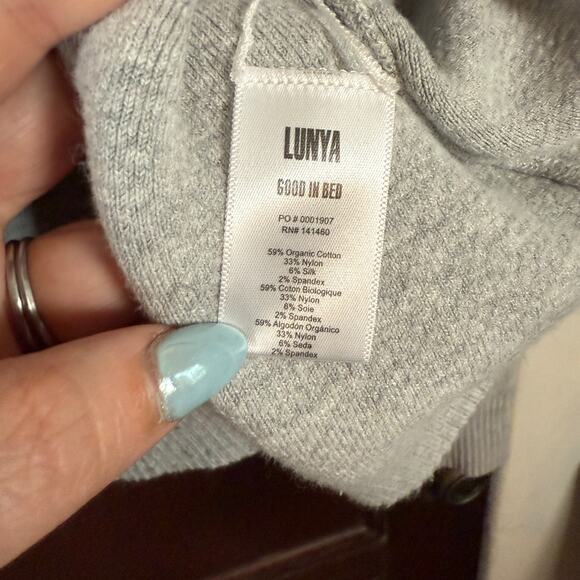 LUNYA
GOOD IN BED
PO # 0001907
RN# 141460
59% Organic Cotton
33% Nylon
6% Silk
2% Spandex
59% Coton Biologique
33% Nylon
6% Soie
2% Spandex
59% Algodón Orgánico
33% Nylon
6% Seda
2% Spandex